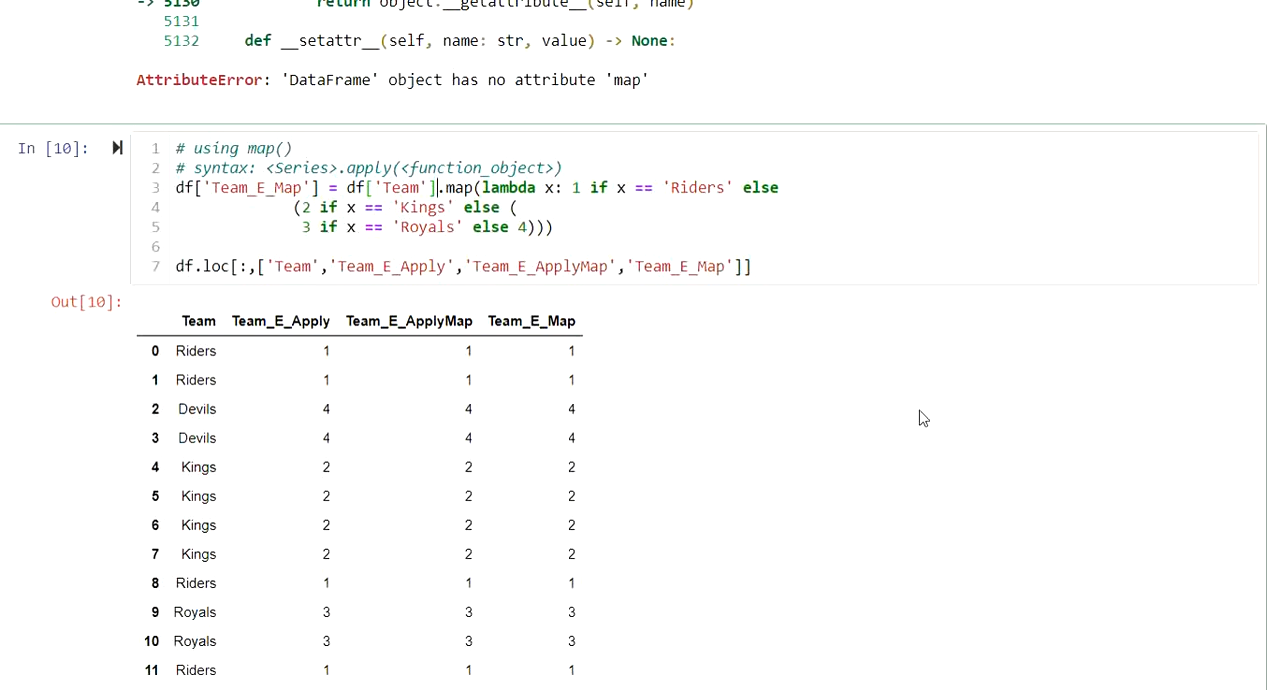 -> 5130 return object.__getattribute__(self, name)
5131
5132 def __setattr__(self, name: str, value) -> None:
AttributeError: 'DataFrame' object has no attribute 'map'
In [10]:
1 # using map()
2 # syntax: <Series>.apply(<function_object>)
3 df['Team_E_Map'] = df['Team'].map(lambda x: 1 if x == 'Riders' else
4 (2 if x == 'Kings' else (
5 3 if x == 'Royals' else 4)))
6
7 df.loc[:,['Team','Team_E_Apply','Team_E_ApplyMap','Team_E_Map']]
Out[10]:
Team Team_E_Apply Team_E_ApplyMap Team_E_Map
0 Riders 1 1 1
1 Riders 1 1 1
2 Devils 4 4 4
3 Devils 4 4 4
4 Kings 2 2 2
5 Kings 2 2 2
6 Kings 2 2 2
7 Kings 2 2 2
8 Riders 1 1 1
9 Royals 3 3 3
10 Royals 3 3 3
11 Riders 1 1 1